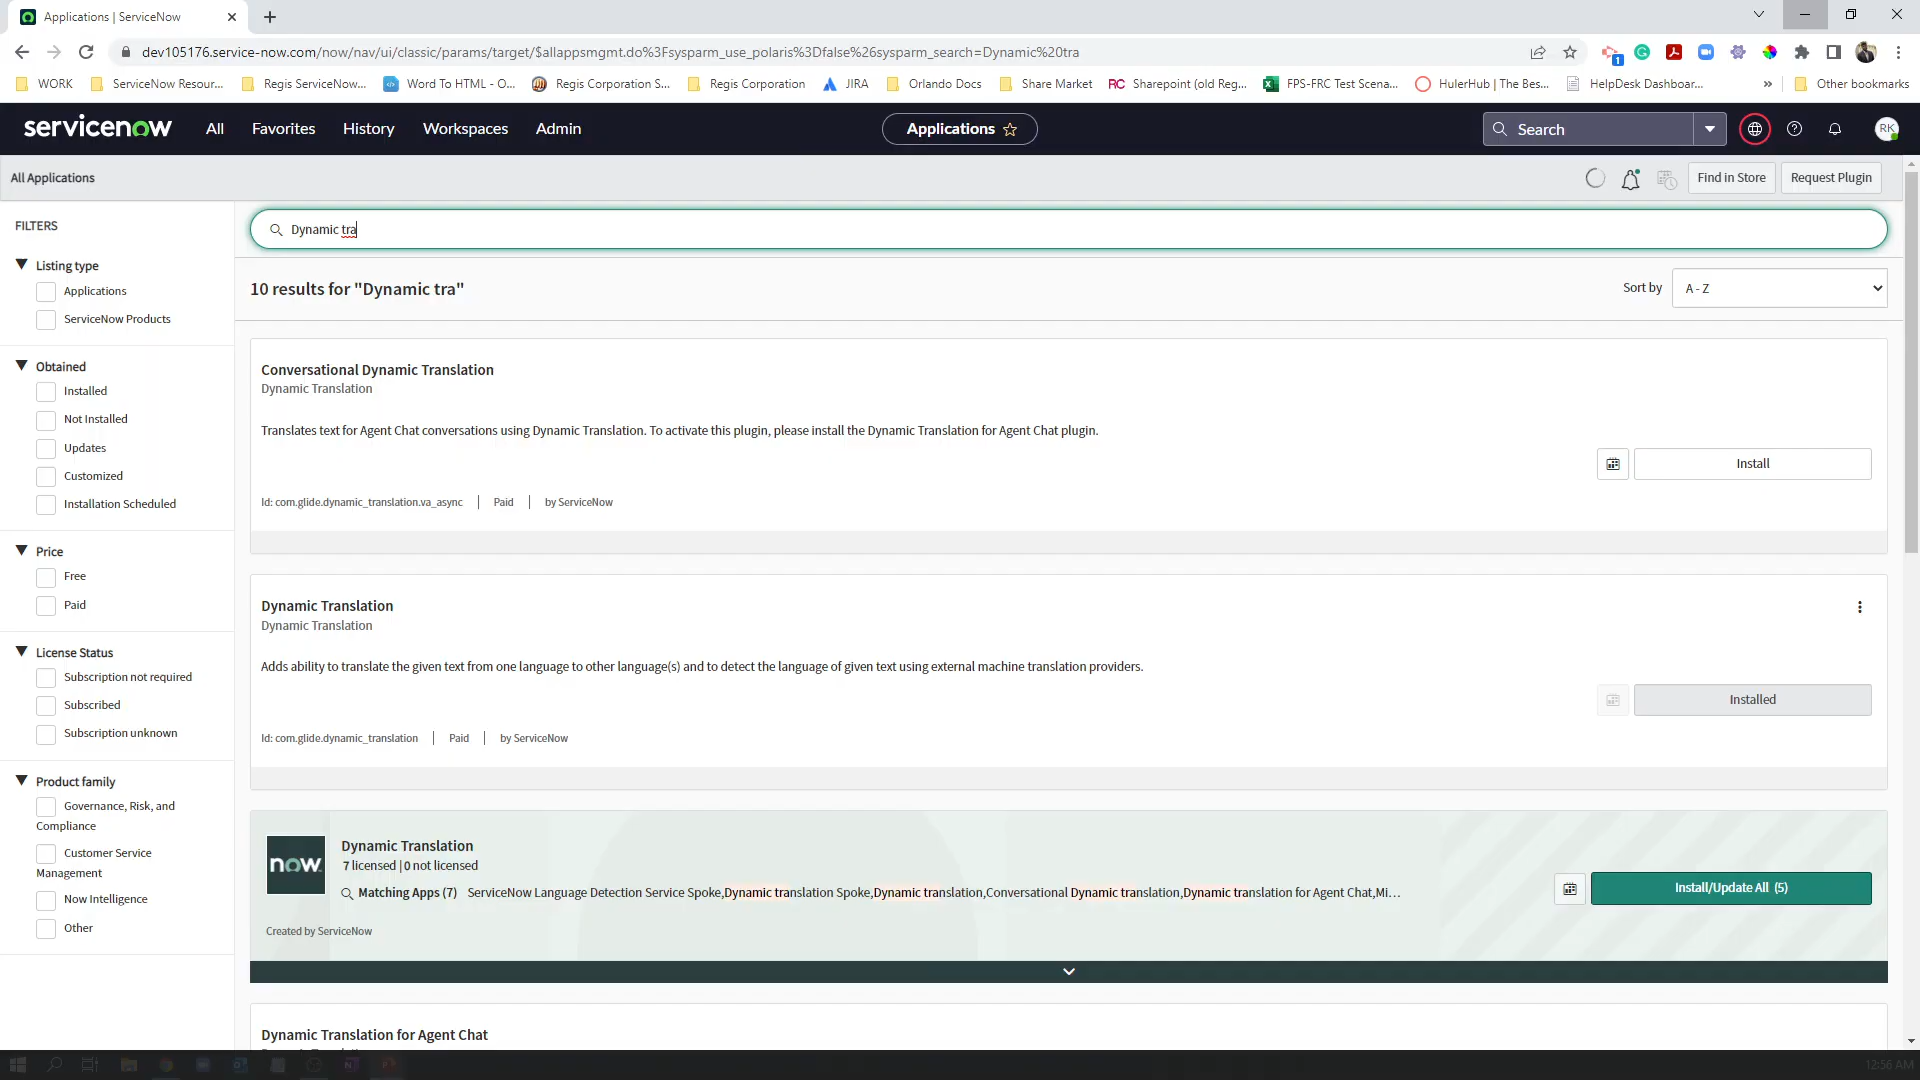 Applications | ServiceNow
dev105176.service-now.com/now/nav/ui/classic/params/target/$allappsmgmt.do%3Fsysparm_use_polaris%3Dfalse%26sysparm_search=Dynamic%20tra
1
WORK ServiceNow Resour... Regis ServiceNow... Word To HTML - O... Regis Corporation S... Regis Corporation JIRA Orlando Docs Share Market RC Sharepoint (old Reg... FPS-FRC Test Scena... HulerHub | The Bes... HelpDesk Dashboar... » Other bookmarks
servicenow All Favorites History Workspaces Admin Applications Search RK
All Applications Find in Store Request Plugin
FILTERS
Listing type
Applications
ServiceNow Products
Obtained
Installed
Not Installed
Updates
Customized
Installation Scheduled
Price
Free
Paid
License Status
Subscription not required
Subscribed
Subscription unknown
Product family
Governance, Risk, and
Compliance
Customer Service
Management
Now Intelligence
Other
Dynamic tra
10 results for "Dynamic tra"
Sort by A - Z
Conversational Dynamic Translation
Dynamic Translation
Translates text for Agent Chat conversations using Dynamic Translation. To activate this plugin, please install the Dynamic Translation for Agent Chat plugin.
Install
Id: com.glide.dynamic_translation.va_async | Paid | by ServiceNow
Dynamic Translation
Dynamic Translation
Adds ability to translate the given text from one language to other language(s) and to detect the language of given text using external machine translation providers.
Installed
Id: com.glide.dynamic_translation | Paid | by ServiceNow
now
Dynamic Translation
7 licensed | 0 not licensed
Matching Apps (7) ServiceNow Language Detection Service Spoke,Dynamic translation Spoke,Dynamic translation,Conversational Dynamic translation,Dynamic translation for Agent Chat,Mi...
Install/Update All (5)
Created by ServiceNow
Dynamic Translation for Agent Chat
12:56 AM